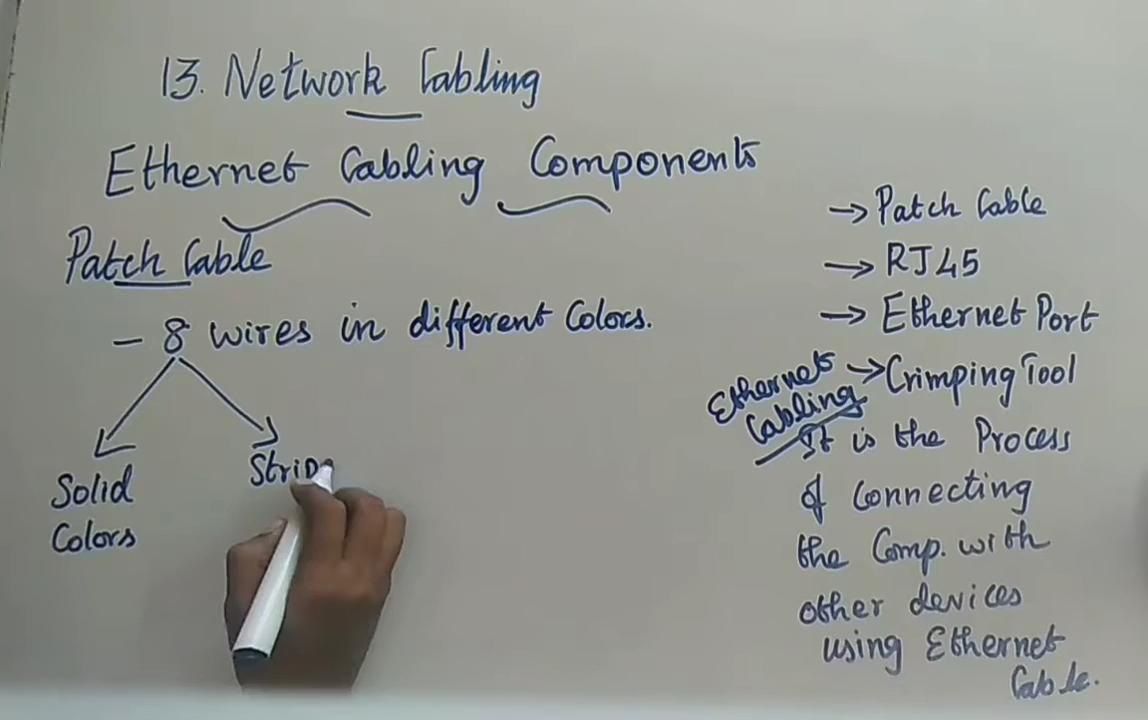 13. Network Cabling
Ethernet Cabling Components
Patch Cable
- 8 wires in different Colors.
Solid
Colors
Strip
→ Patch Cable
→ RJ45
→ Ethernet Port
→ Crimping Tool
Ethernet
Cabling
It is the Process
of Connecting
the Comp. with
other devices
using Ethernet
Cable.